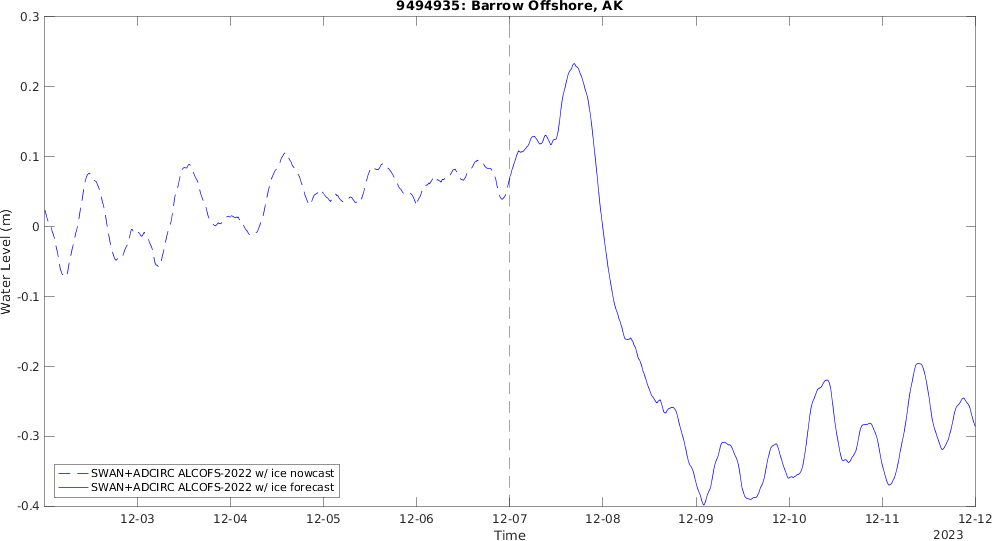 9494935: Barrow Offshore, AK
0.3
0.2
0.1
0
-0.1
-0.2
-0.3
-0.4
Water Level (m)
SWAN+ADCIRC ALCOFS-2022 w/ ice nowcast
SWAN+ADCIRC ALCOFS-2022 w/ ice forecast
12-03 12-04 12-05 12-06 12-07 12-08 12-09 12-10 12-11 12-12
Time
2023